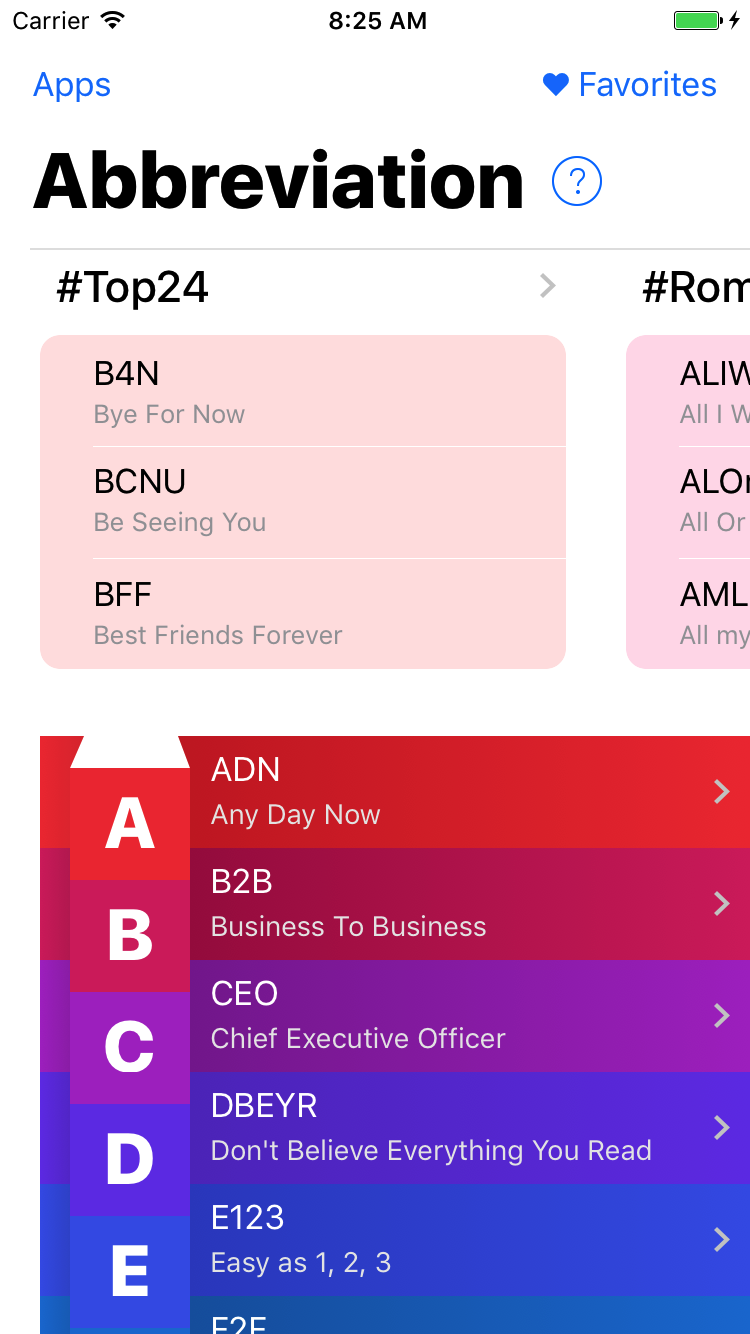 Carrier 8:25 AM
Apps Favorites
Abbreviation ?
#Top24 #Rom
B4N
Bye For Now
BCNU
Be Seeing You
BFF
Best Friends Forever
ALIW
All I W
ALOr
All Or
AML
All my
A
ADN
Any Day Now
B
B2B
Business To Business
C
CEO
Chief Executive Officer
D
DBEYR
Don't Believe Everything You Read
E
E123
Easy as 1, 2, 3
F2F